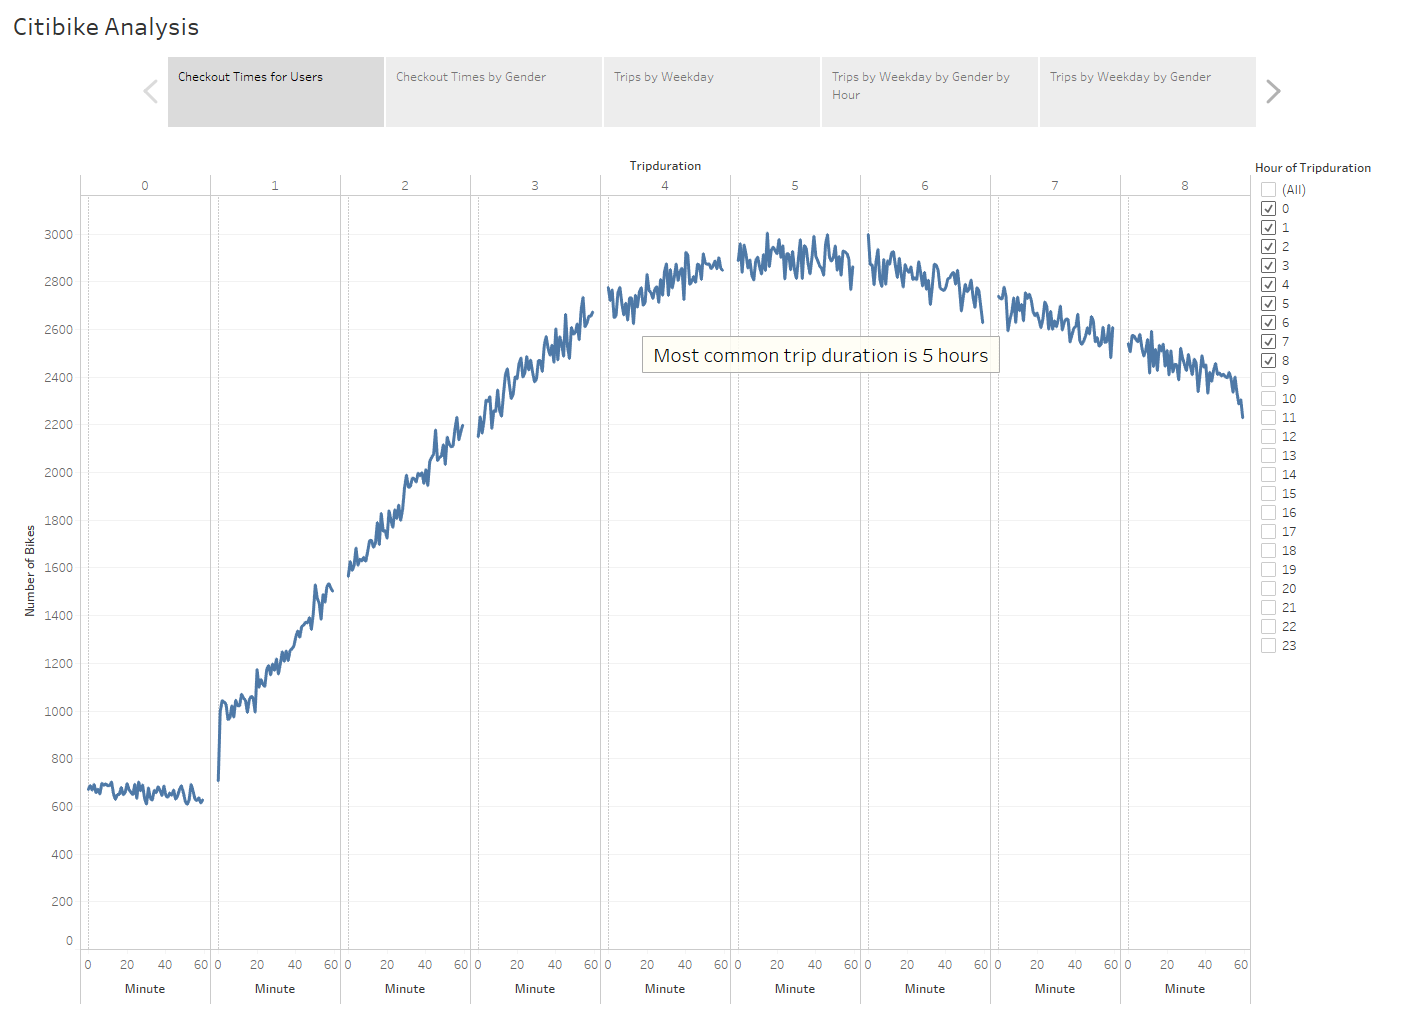 Citibike Analysis
Checkout Times for Users
Checkout Times by Gender
Trips by Weekday
Trips by Weekday by Gender by
Hour
Trips by Weekday by Gender
Tripduration
0 1 2 3 4 5 6 7 8
Hour of Tripduration
(All)
0
1
2
3
4
5
6
7
8
9
10
11
12
13
14
15
16
17
18
19
20
21
22
23
Number of Bikes
3000
2800
2600
2400
2200
2000
1800
1600
1400
1200
1000
800
600
400
200
0
Most common trip duration is 5 hours
0 20 40 60 0 20 40 60 0 20 40 60 0 20 40 60 0 20 40 60 0 20 40 60 0 20 40 60 0 20 40 60 0 20 40 60
Minute Minute Minute Minute Minute Minute Minute Minute Minute